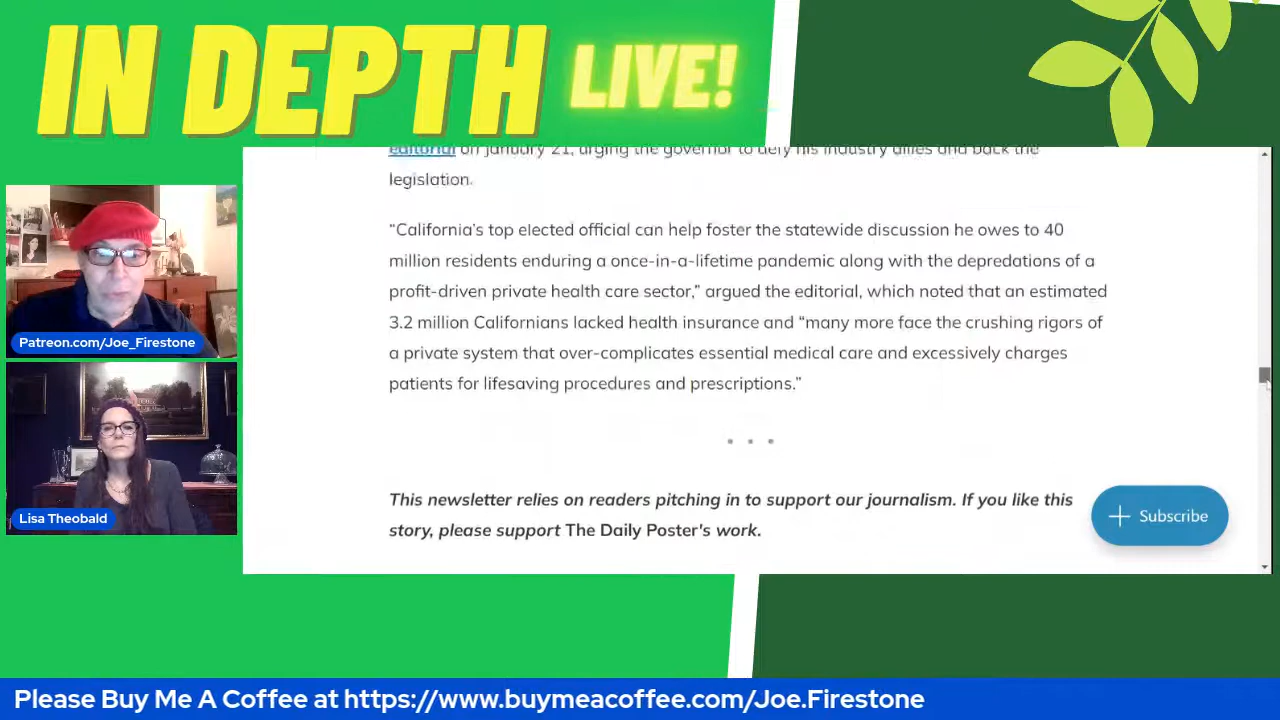 IN DEPTH LIVE!
editorial on January 21, urging the governor to defy his industry allies and back the
legislation.
“California’s top elected official can help foster the statewide discussion he owes to 40
million residents enduring a once-in-a-lifetime pandemic along with the depredations of a
profit-driven private health care sector,” argued the editorial, which noted that an estimated
3.2 million Californians lacked health insurance and “many more face the crushing rigors of
a private system that over-complicates essential medical care and excessively charges
patients for lifesaving procedures and prescriptions.”
• • •
This newsletter relies on readers pitching in to support our journalism. If you like this
story, please support The Daily Poster's work.
+ Subscribe
Patreon.com/Joe_Firestone
Lisa Theobald
Please Buy Me A Coffee at https://www.buymeacoffee.com/Joe.Firestone